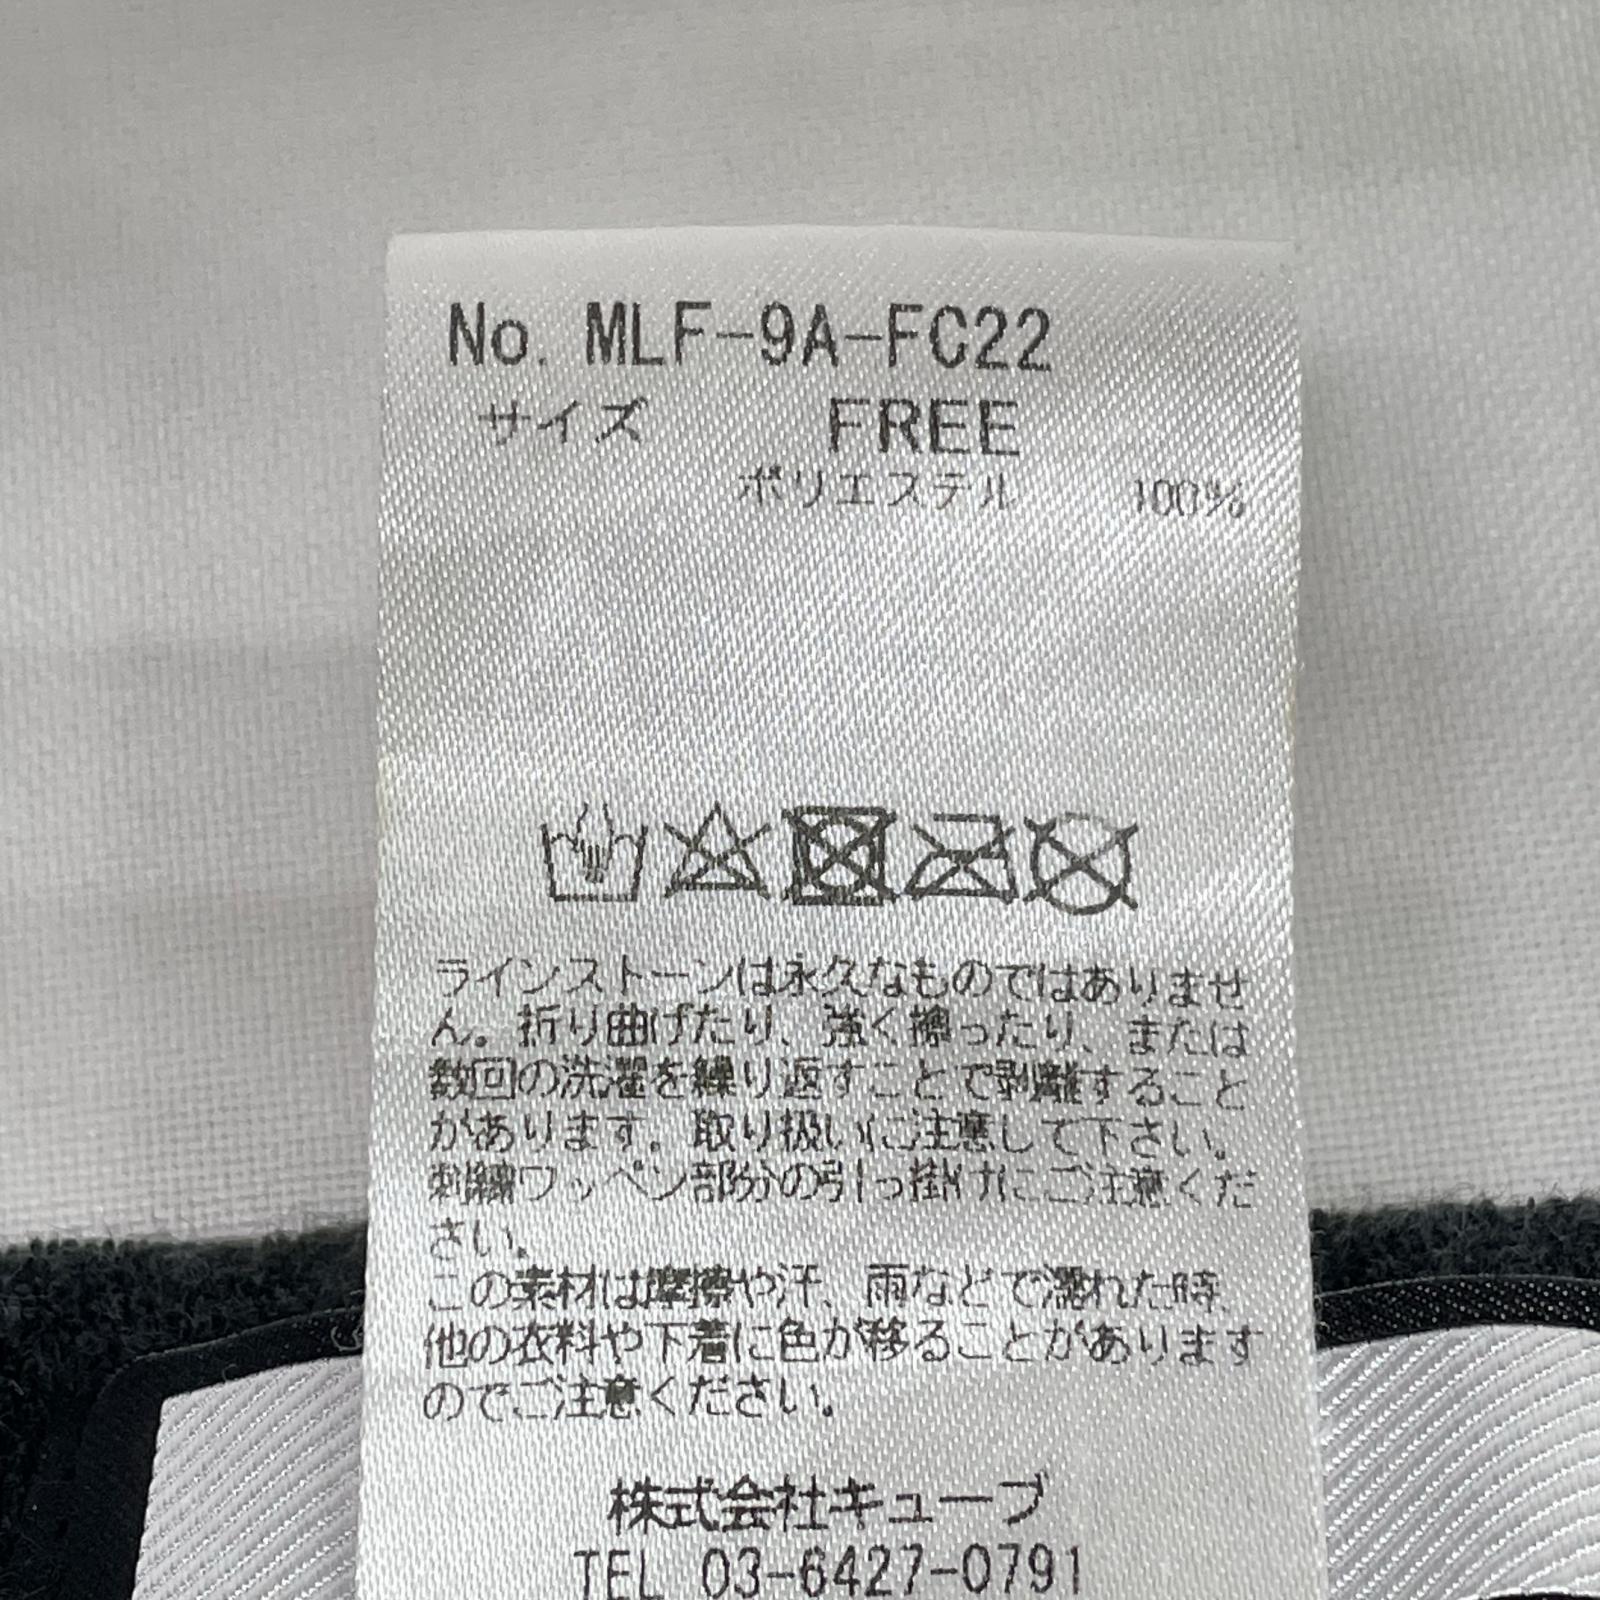 No. MLF-9A-FC22
サイズ FREE
ポリエステル 100%
ラインストーンは永久なものではありませ
ん。折り曲げたり、強く擦ったり、または
数回の洗濯を繰り返すことで剥離すること
があります。取り扱いに注意して下さい。
刺繍ワッペン部分の引っ掛けにご注意くだ
さい。
この素材は摩擦や汗、雨などで濡れた時、
他の衣料や下着に色が移ることがあります
のでご注意ください。
株式会社キューブ
TEL 03-6427-0791